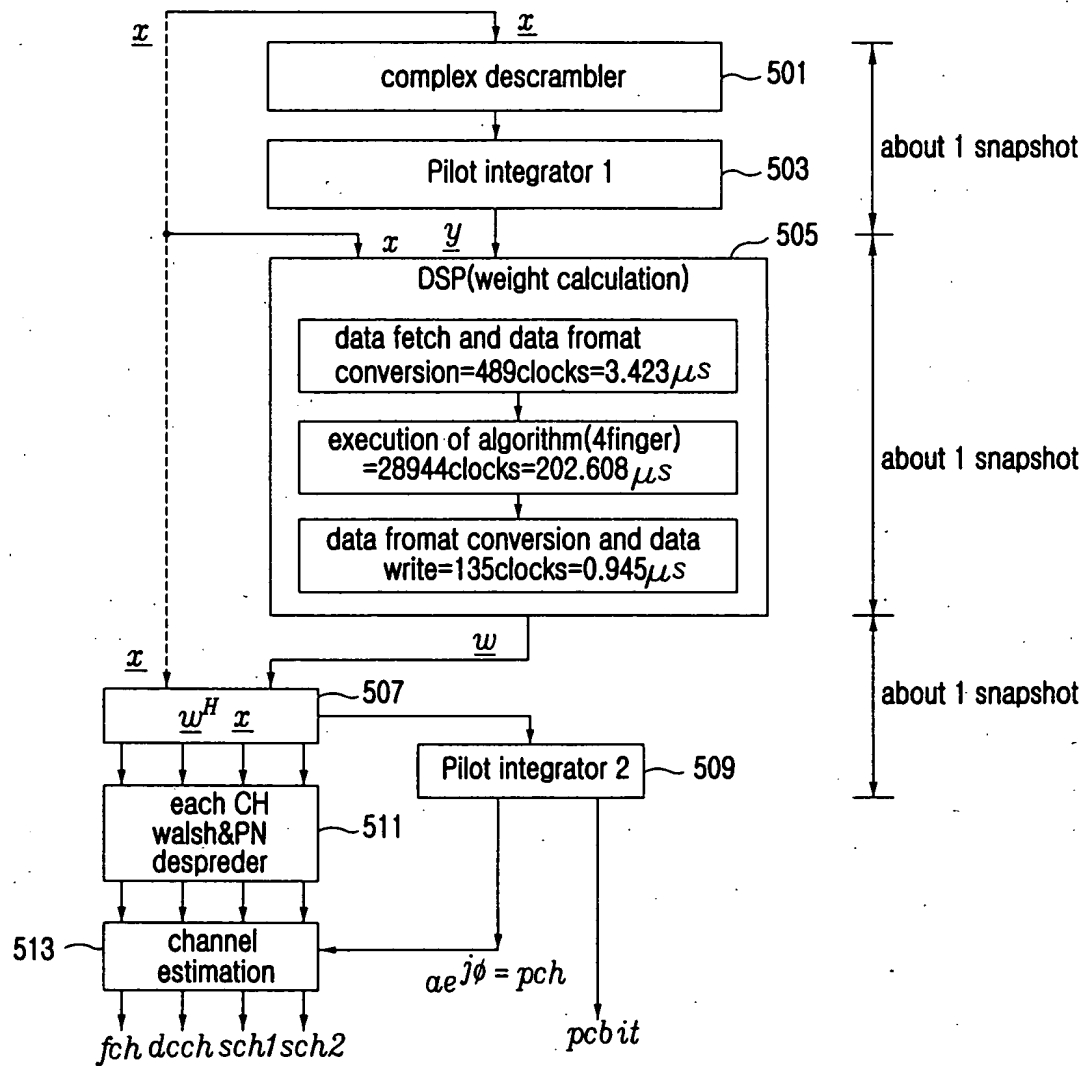 x
x
complex descrambler
501
about 1 snapshot
Pilot integrator 1
503
x
y
505
DSP(weight calculation)
data fetch and data fromat
conversion=489clocks=3.423μs
execution of algorithm(4finger)
=28944clocks=202.608μs
about 1 snapshot
data fromat conversion and data
write=135clocks=0.945μs
w
x
507
about 1 snapshot
w^H x
Pilot integrator 2
509
each CH
walsh&PN
despreder
511
513
channel
estimation
ae^jϕ = pch
fch dcch sch1 sch2
pcbit